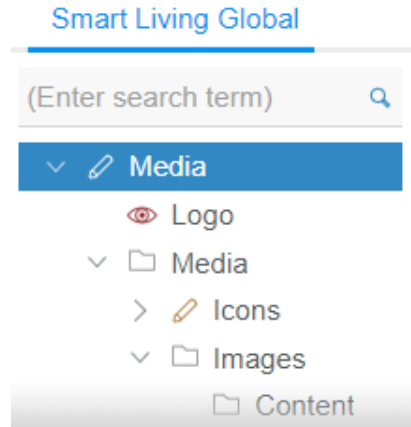 Smart Living Global
(Enter search term)
Media
Logo
Media
Icons
Images
Content